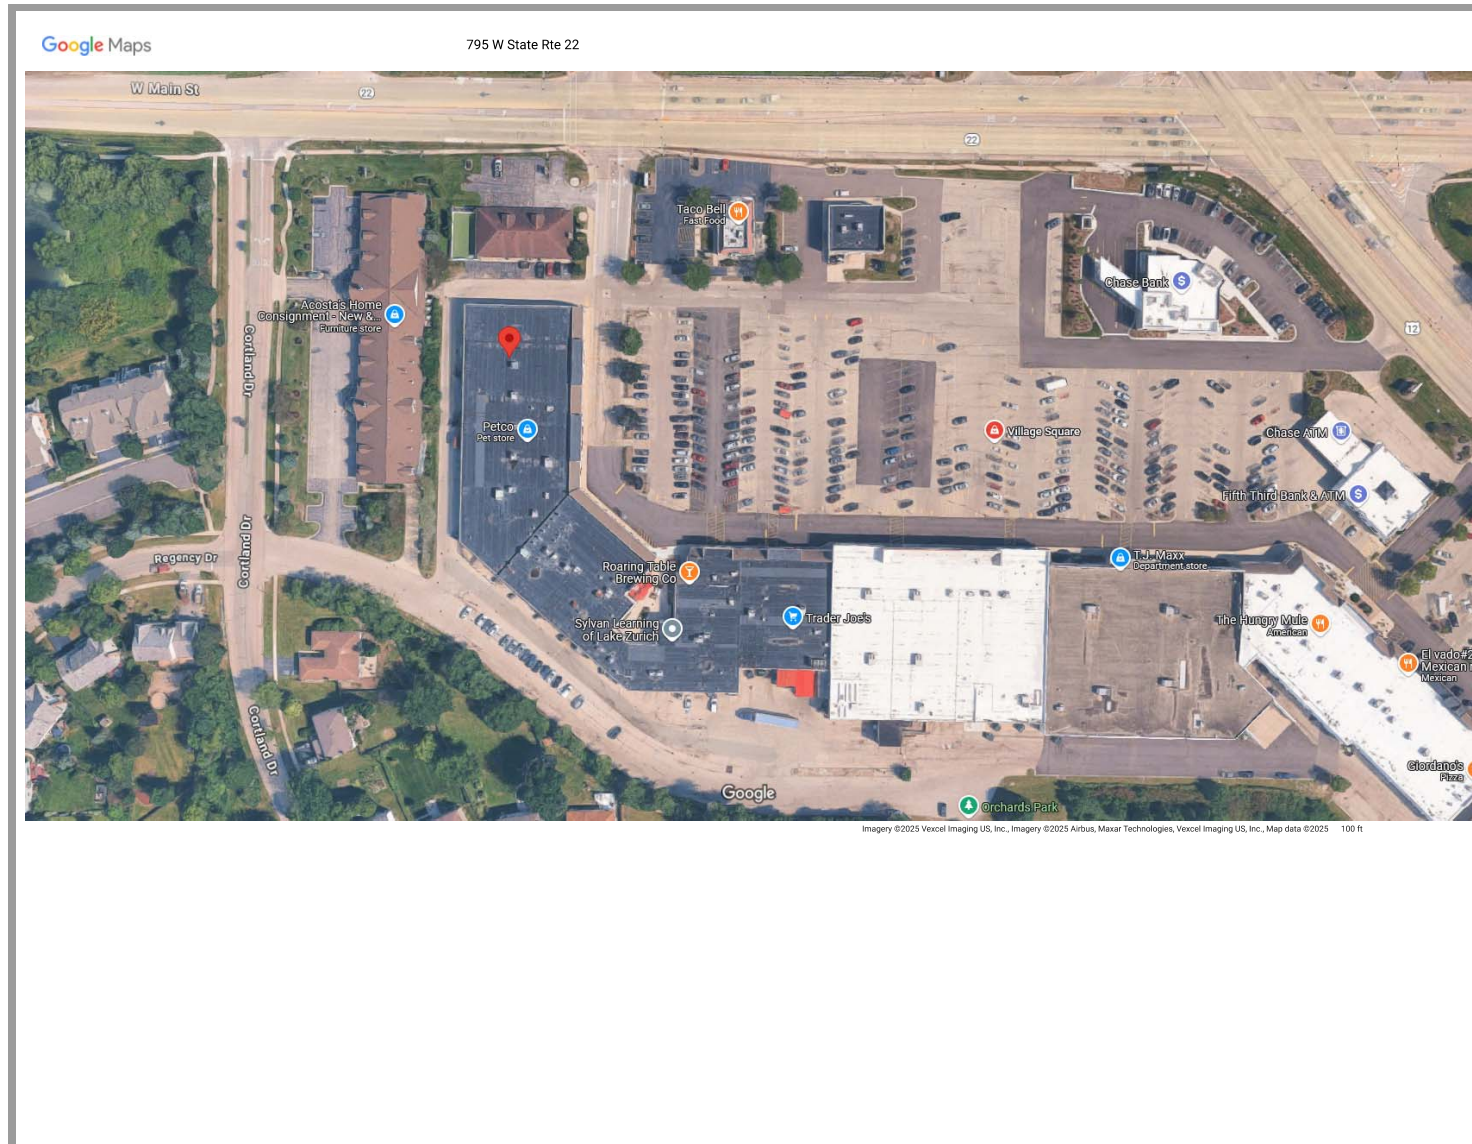 Google Maps
795 W State Rte 22
W Main St
22
22
Taco Bell
Fast Food
Chase Bank
Acosta's Home
Consignment - New &...
Furniture store
12
Cortland Dr
Petco
Pet store
Village Square
Chase ATM
Fifth Third Bank & ATM
Cortland Dr
Regency Dr
Roaring Table
Brewing Co
T.J. Maxx
Department store
Trader Joe's
Sylvan Learning
of Lake Zurich
The Hungry Mule
American
El vado#2
Mexican r
Mexican
Cortland Dr
Giordano's
Pizza
Google
Orchards Park
Imagery ©2025 Vexcel Imaging US, Inc., Imagery ©2025 Airbus, Maxar Technologies, Vexcel Imaging US, Inc., Map data ©2025 100 ft